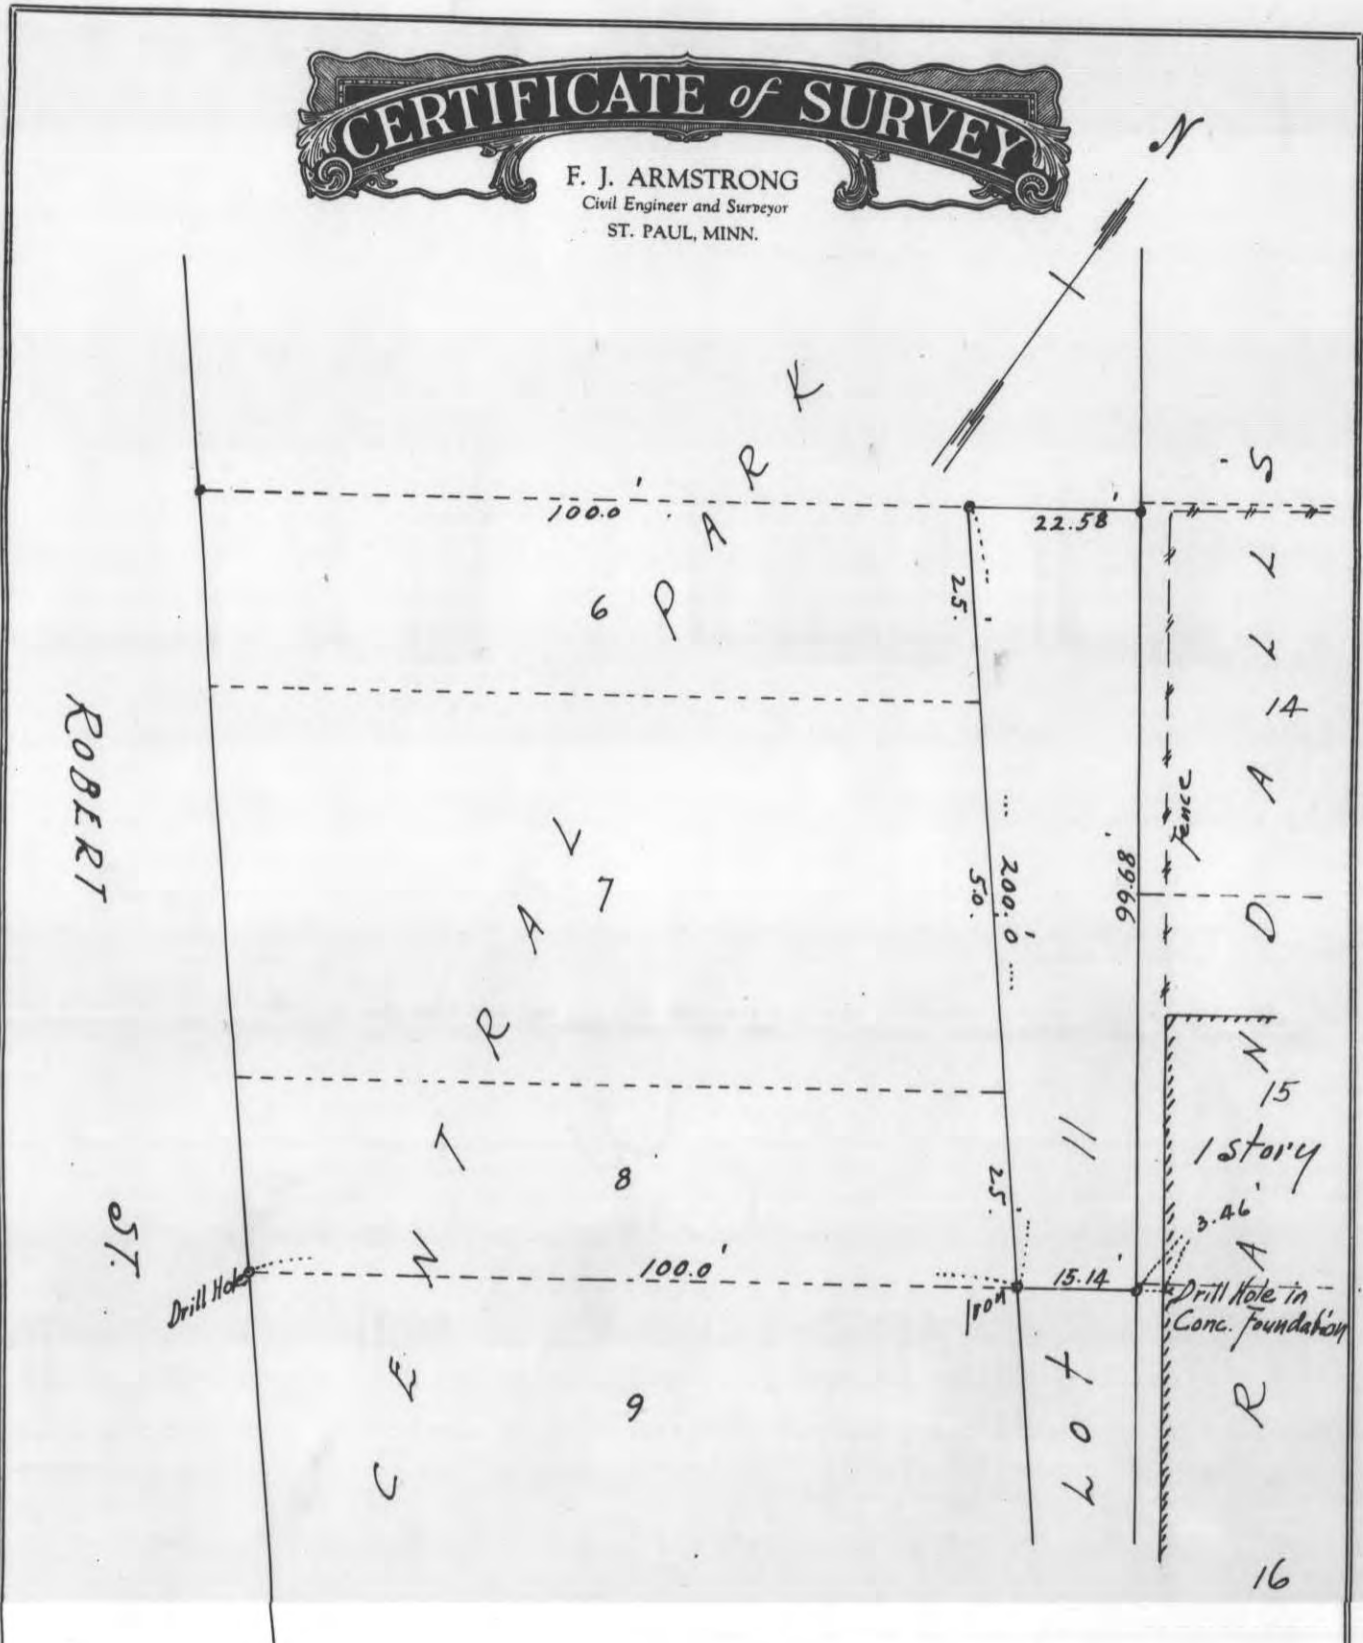 CERTIFICATE of SURVEY
F. J. ARMSTRONG
Civil Engineer and Surveyor
ST. PAUL, MINN.
N
100.0'
22.58'
6
25.
14
ROBERT ST.
CENTRAL PARK
RANDALL'S
7
... 200.0' ....
50.
99.68'
Fence
15
1 Story
8
25.
3.46'
Drill Hole
100.0'
Iron
15.14'
Drill Hole in
Conc. Foundation
LOT 11
9
16